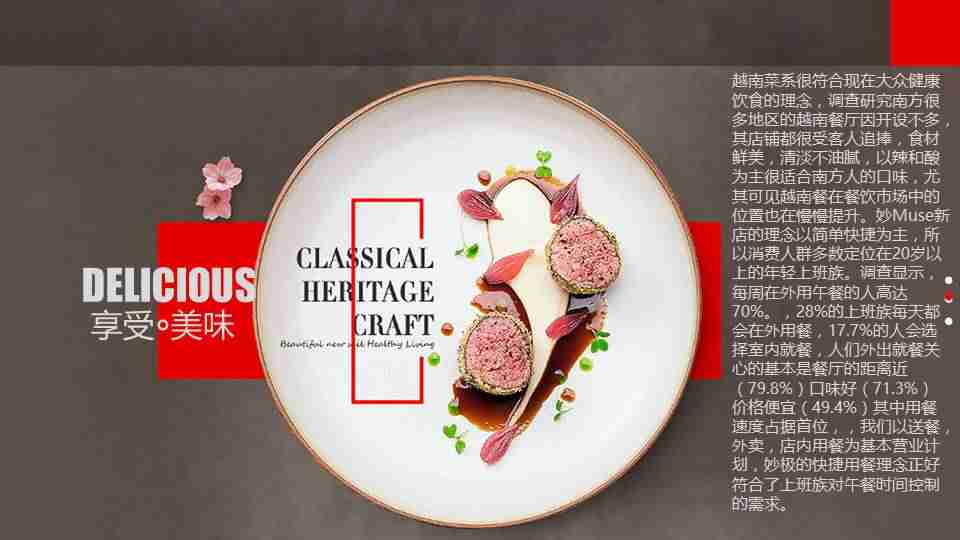 DELICIOUS
享受 美味
CLASSICAL
HERITAGE
CRAFT
Beautiful new Healthy Living
越南菜系很符合现在大众健康
饮食的理念，调查研究南方很
多地区的越南餐厅因开设不多，
其店铺都很受客人追捧，食材
鲜美，清淡不油腻，以辣和酸
为主很适合南方人的口味，尤
其可见越南餐在餐饮市场中的
位置也在慢慢提升。妙Muse新
店的理念以简单快捷为主，所
以消费人群多数定位在20岁以
上的年轻上班族。调查显示，
每周在外用午餐的人高达
70%。，28%的上班族每天都
会在外用餐，17.7%的人会选
择室内就餐，人们外出就餐关
心的基本是餐厅的距离近
（79.8%）口味好（71.3%）
价格便宜（49.4%）其中用餐
速度占据首位，，我们以送餐，
外卖，店内用餐为基本营业计
划，妙极的快捷用餐理念正好
符合了上班族对午餐时间控制
的需求。